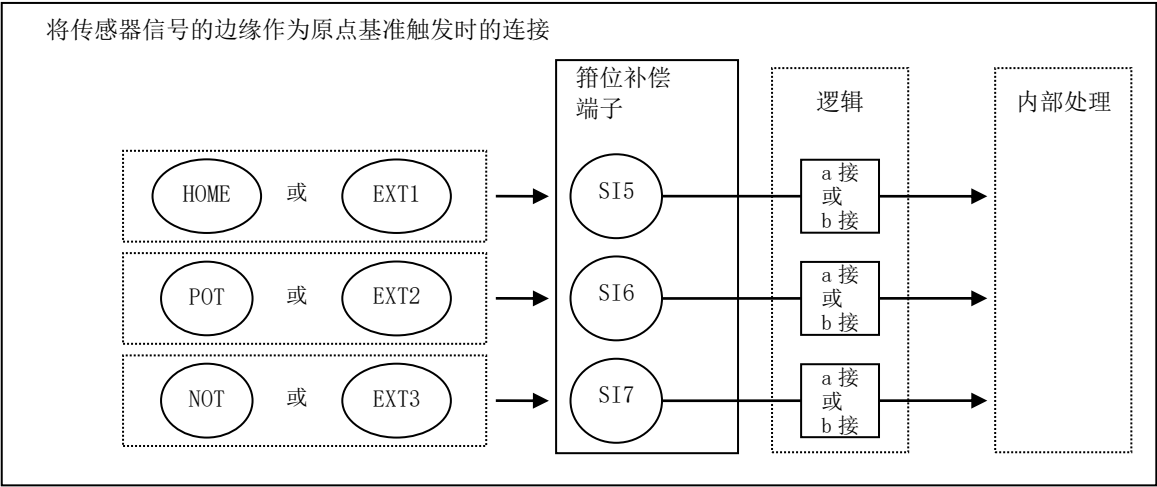 将传感器信号的边缘作为原点基准触发时的连接
箝位补偿
端子
逻辑
内部处理
HOME 或 EXT1
SI5
a 接
或
b 接
POT 或 EXT2
SI6
a 接
或
b 接
NOT 或 EXT3
SI7
a 接
或
b 接